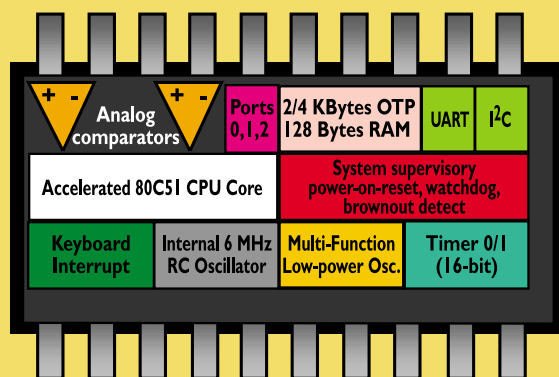 + -
+ -
Analog
comparators
Ports
0,1,2
2/4 KBytes OTP
128 Bytes RAM
UART
I²C
Accelerated 80C51 CPU Core
System supervisory
power-on-reset, watchdog,
brownout detect
Keyboard
Interrupt
Internal 6 MHz
RC Oscillator
Multi-Function
Low-power Osc.
Timer 0/1
(16-bit)